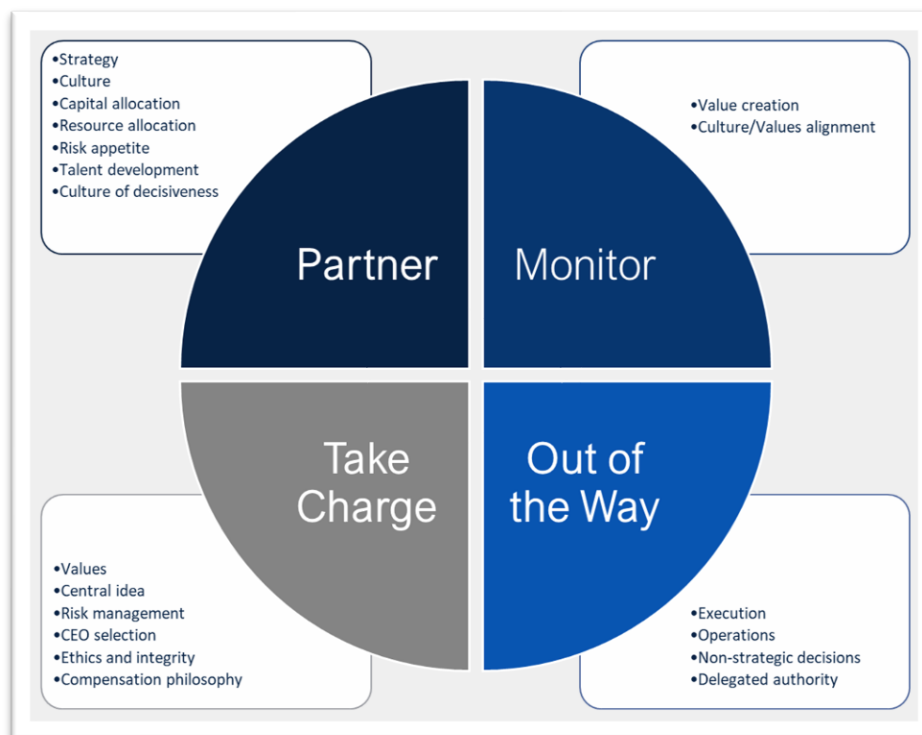 •Strategy
•Culture
•Capital allocation
•Resource allocation
•Risk appetite
•Talent development
•Culture of decisiveness
•Value creation
•Culture/Values alignment
Partner
Monitor
Take
Charge
Out of
the Way
•Values
•Central idea
•Risk management
•CEO selection
•Ethics and integrity
•Compensation philosophy
•Execution
•Operations
•Non-strategic decisions
•Delegated authority